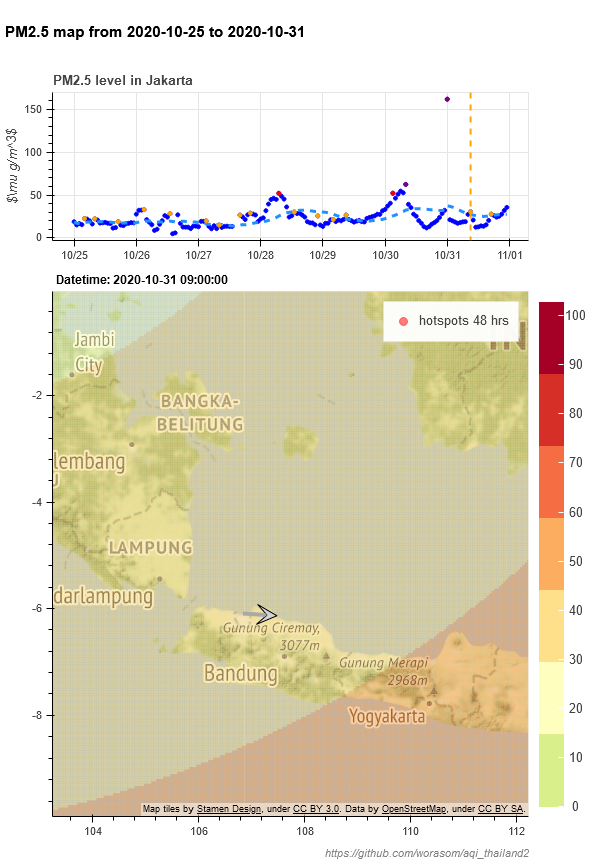 PM2.5 map from 2020-10-25 to 2020-10-31
PM2.5 level in Jakarta
$\mu g/m^3$
150
100
50
0
10/25 10/26 10/27 10/28 10/29 10/30 10/31 11/01
Datetime: 2020-10-31 09:00:00
hotspots 48 hrs
IN
Jambi
City
BANGKA-
BELITUNG
lembang
LAMPUNG
darlampung
Gunung Ciremay,
3077m
Bandung
Gunung Merapi
2968m
Yogyakarta
-2
-4
-6
-8
100
90
80
70
60
50
40
30
20
10
0
Map tiles by Stamen Design, under CC BY 3.0. Data by OpenStreetMap, under CC BY SA.
104 106 108 110 112
https://github.com/worasom/aqi_thailand2